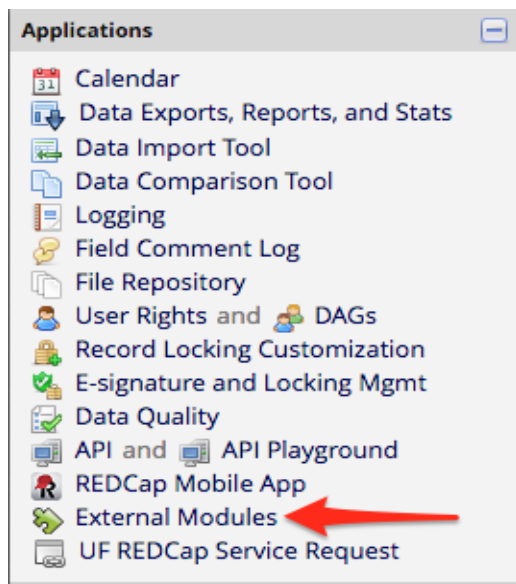 Applications
31 Calendar
Data Exports, Reports, and Stats
Data Import Tool
Data Comparison Tool
Logging
Field Comment Log
File Repository
User Rights and DAGs
Record Locking Customization
E-signature and Locking Mgmt
Data Quality
API and API Playground
REDCap Mobile App
External Modules
UF REDCap Service Request